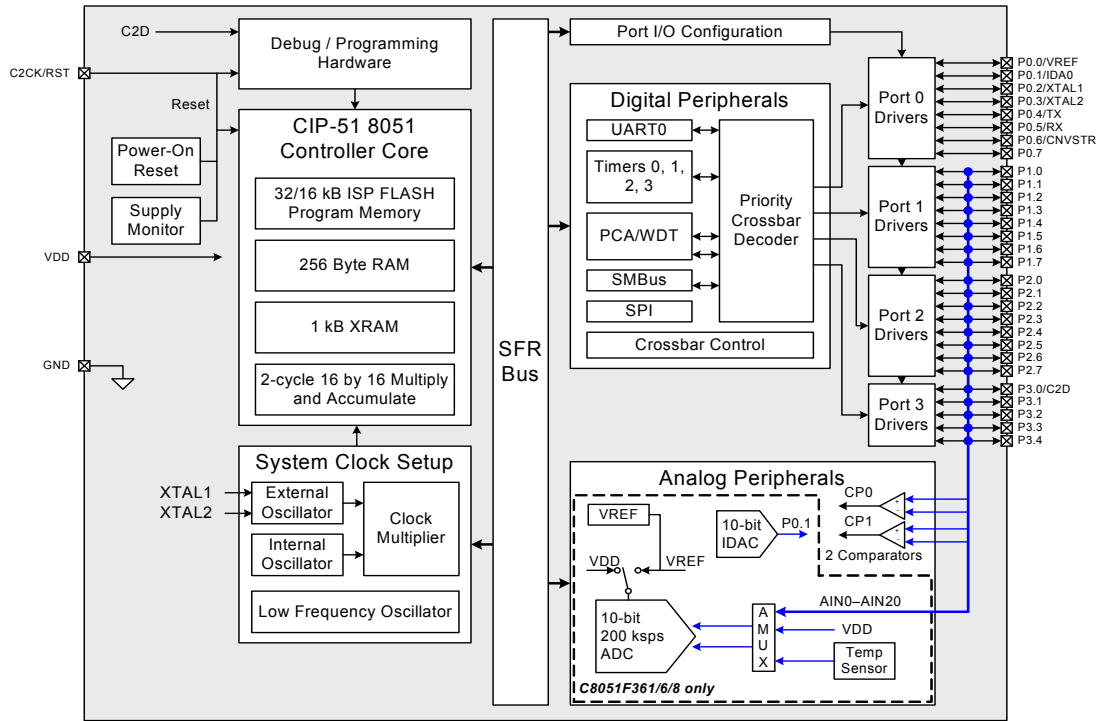 C2D
C2CK/RST
Debug / Programming
Hardware
Reset
Power-On
Reset
Supply
Monitor
VDD
GND
CIP-51 8051
Controller Core
32/16 kB ISP FLASH
Program Memory
256 Byte RAM
1 kB XRAM
2-cycle 16 by 16 Multiply
and Accumulate
System Clock Setup
XTAL1
XTAL2
External
Oscillator
Internal
Oscillator
Clock
Multiplier
Low Frequency Oscillator
SFR
Bus
Port I/O Configuration
Digital Peripherals
UART0
Timers 0, 1,
2, 3
PCA/WDT
SMBus
SPI
Priority
Crossbar
Decoder
Crossbar Control
Port 0
Drivers
Port 1
Drivers
Port 2
Drivers
Port 3
Drivers
P0.0/VREF
P0.1/IDA0
P0.2/XTAL1
P0.3/XTAL2
P0.4/TX
P0.5/RX
P0.6/CNVSTR
P0.7
P1.0
P1.1
P1.2
P1.3
P1.4
P1.5
P1.6
P1.7
P2.0
P2.1
P2.2
P2.3
P2.4
P2.5
P2.6
P2.7
P3.0/C2D
P3.1
P3.2
P3.3
P3.4
Analog Peripherals
VREF
10-bit
IDAC
P0.1
CP0
+
-
CP1
+
-
2 Comparators
VDD
VREF
10-bit
200 ksps
ADC
A
M
U
X
AIN0–AIN20
VDD
Temp
Sensor
C8051F361/6/8 only